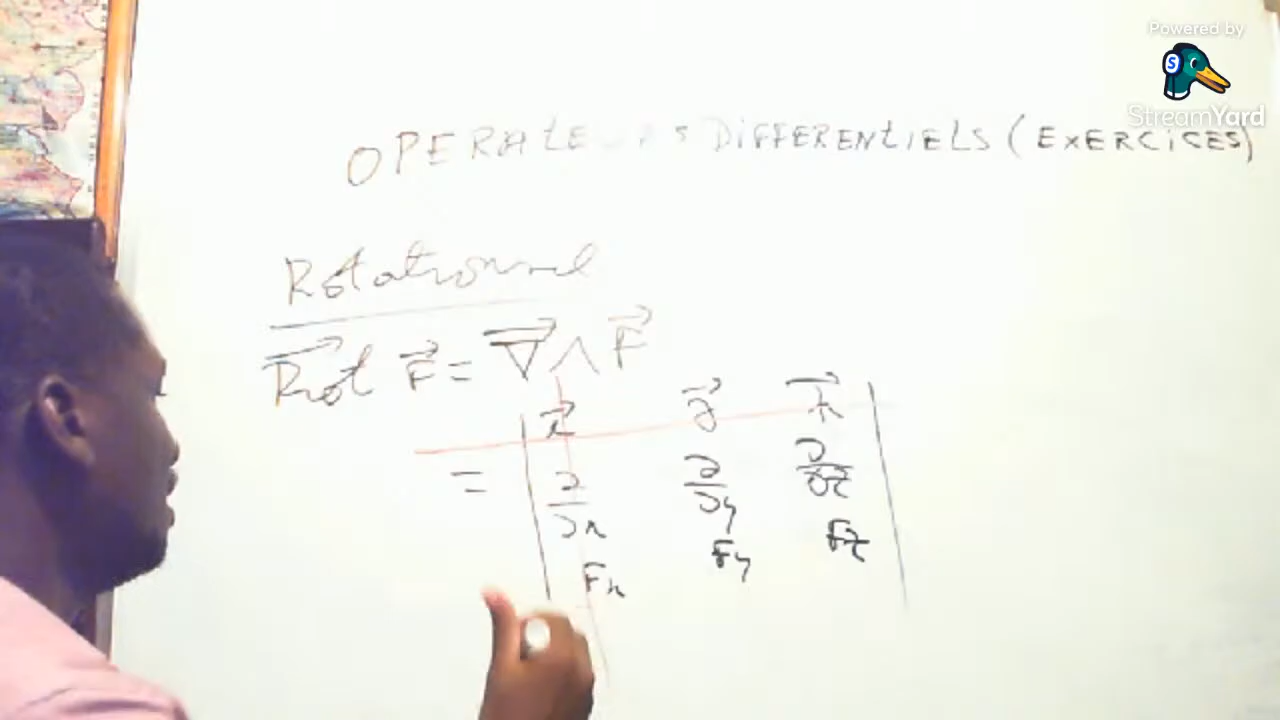 Powered by
StreamYard
OPERATEURS DIFFERENTIELS (EXERCICES)
Rotationnel
Rot F = ∇ ∧ F
= | i j k |
∂/∂x ∂/∂y ∂/∂z
Fx Fy Fz